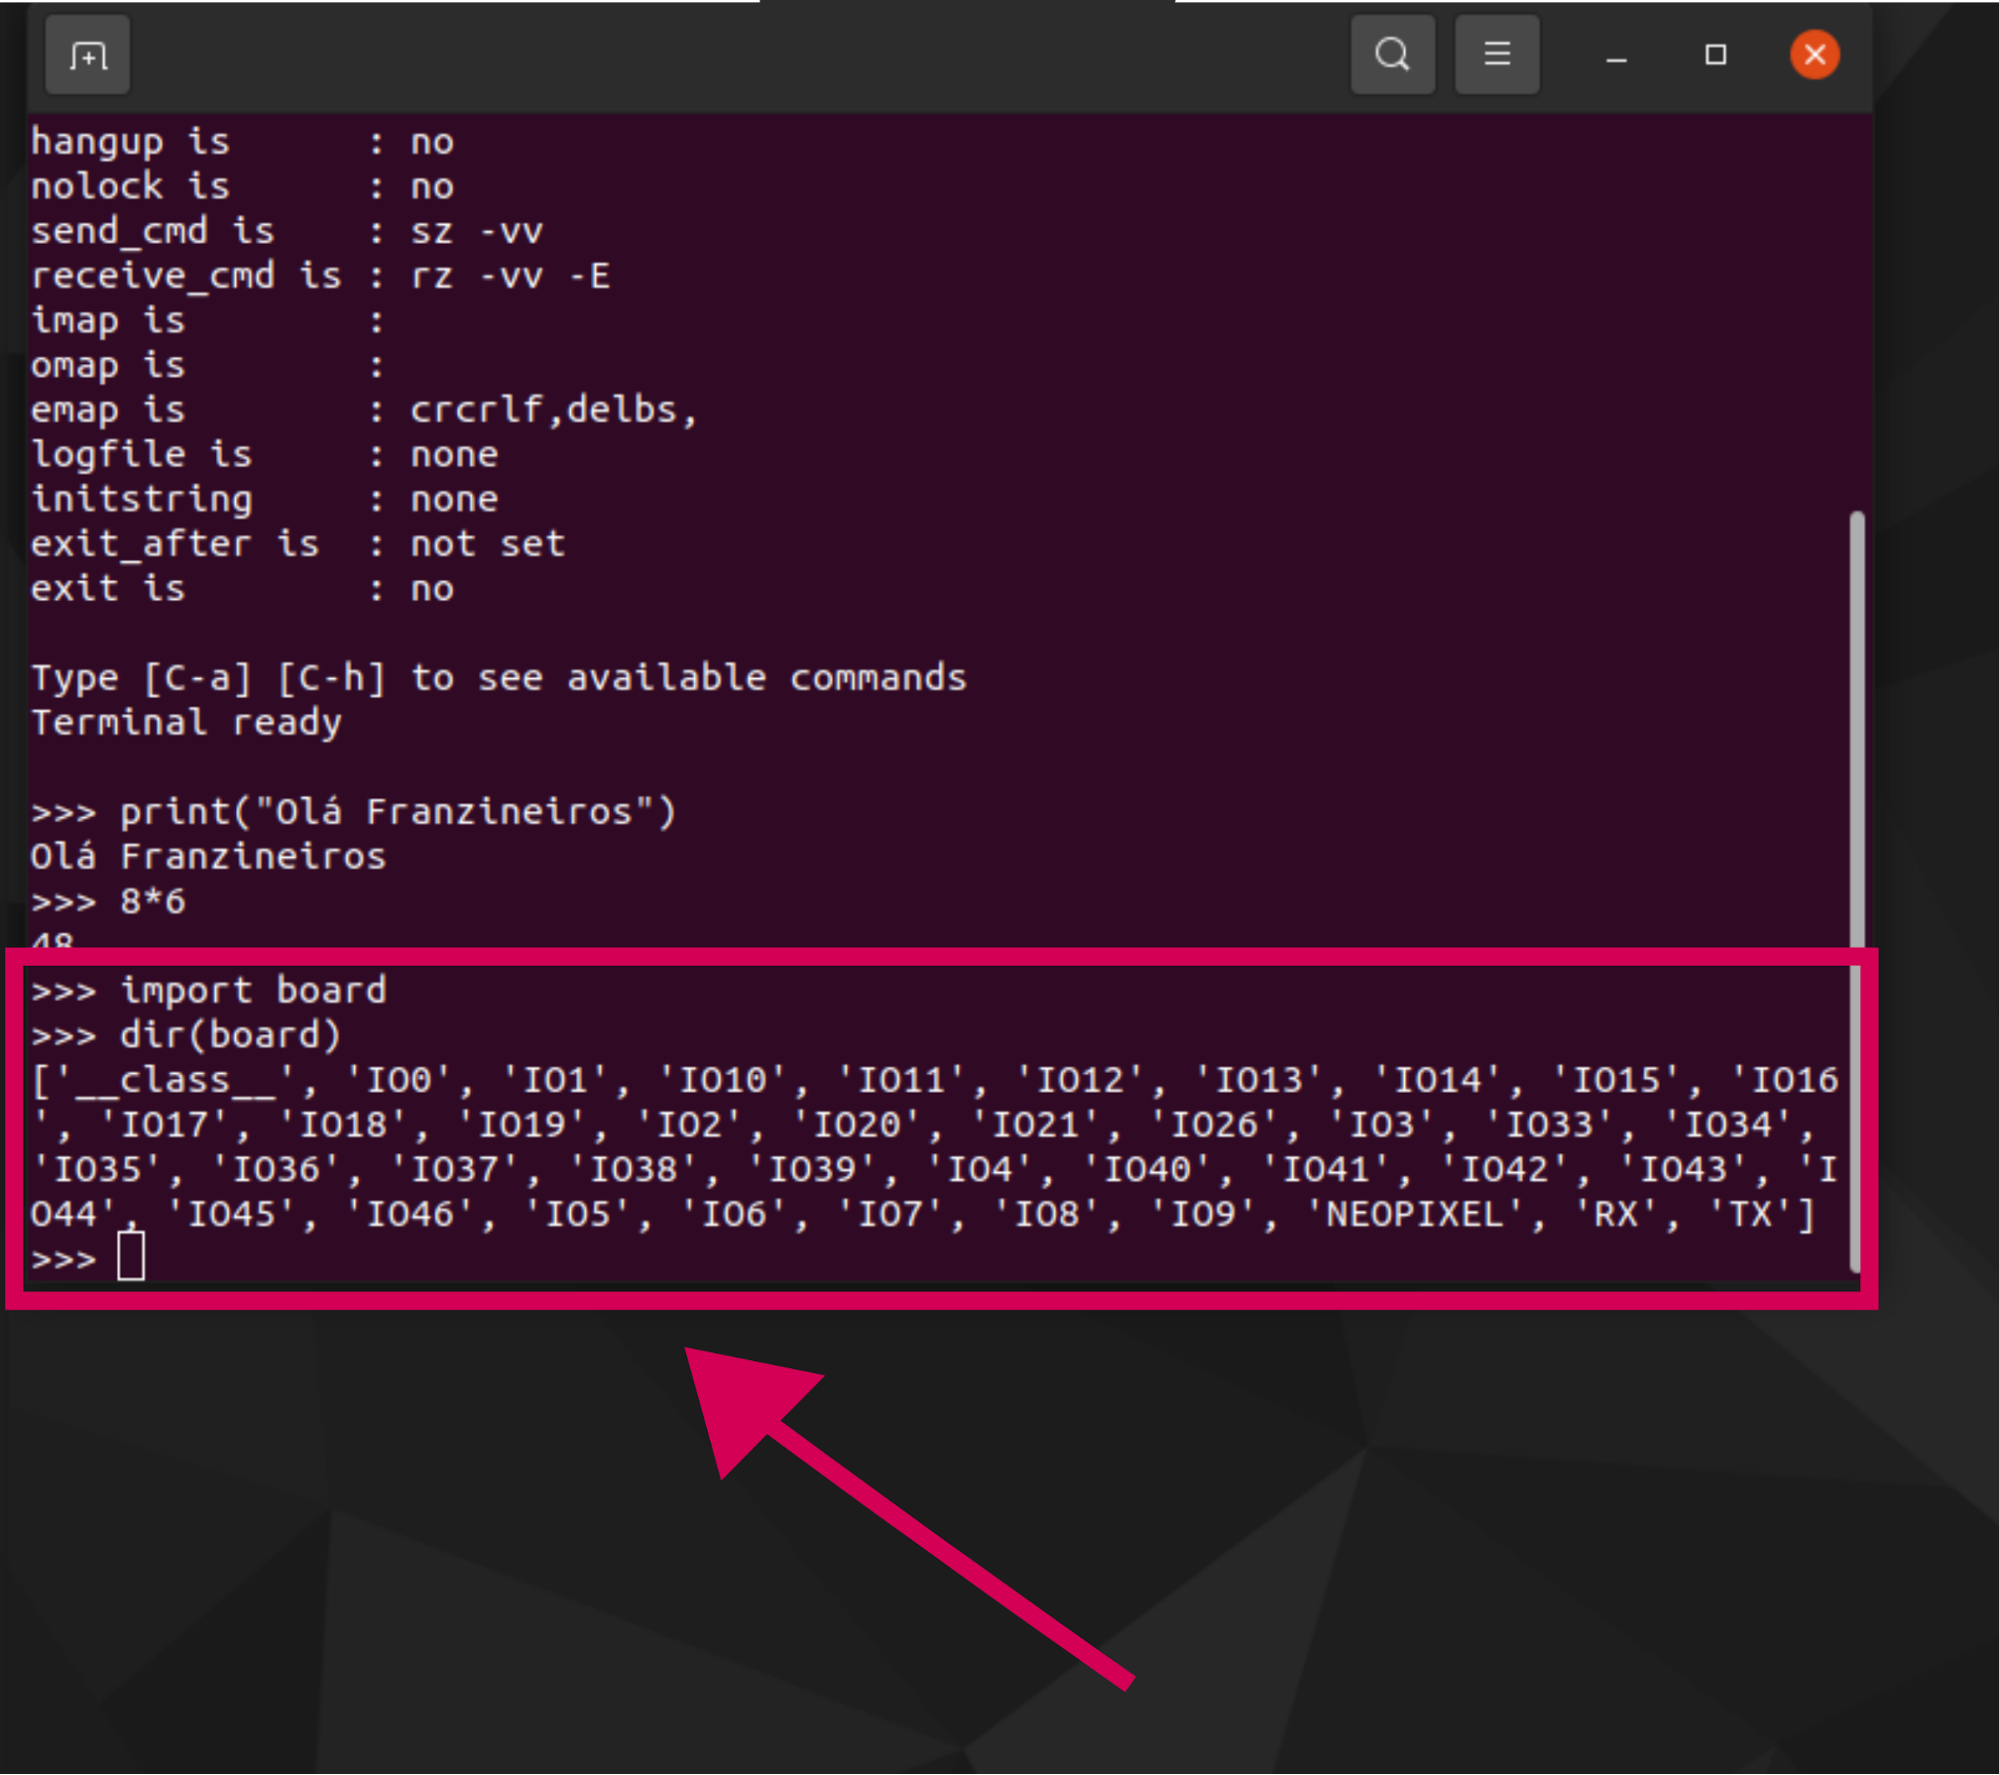 hangup is      : no
nolock is      : no
send_cmd is    : sz -vv
receive_cmd is : rz -vv -E
imap is        :
omap is        :
emap is        : crcrlf,delbs,
logfile is     : none
initstring     : none
exit_after is  : not set
exit is        : no
Type [C-a] [C-h] to see available commands
Terminal ready
>>> print("Olá Franzineiros")
Olá Franzineiros
>>> 8*6
48
>>> import board
>>> dir(board)
['__class__', 'IO0', 'IO1', 'IO10', 'IO11', 'IO12', 'IO13', 'IO14', 'IO15', 'IO16
', 'IO17', 'IO18', 'IO19', 'IO2', 'IO20', 'IO21', 'IO26', 'IO3', 'IO33', 'IO34',
'IO35', 'IO36', 'IO37', 'IO38', 'IO39', 'IO4', 'IO40', 'IO41', 'IO42', 'IO43', 'I
O44', 'IO45', 'IO46', 'IO5', 'IO6', 'IO7', 'IO8', 'IO9', 'NEOPIXEL', 'RX', 'TX']
>>>